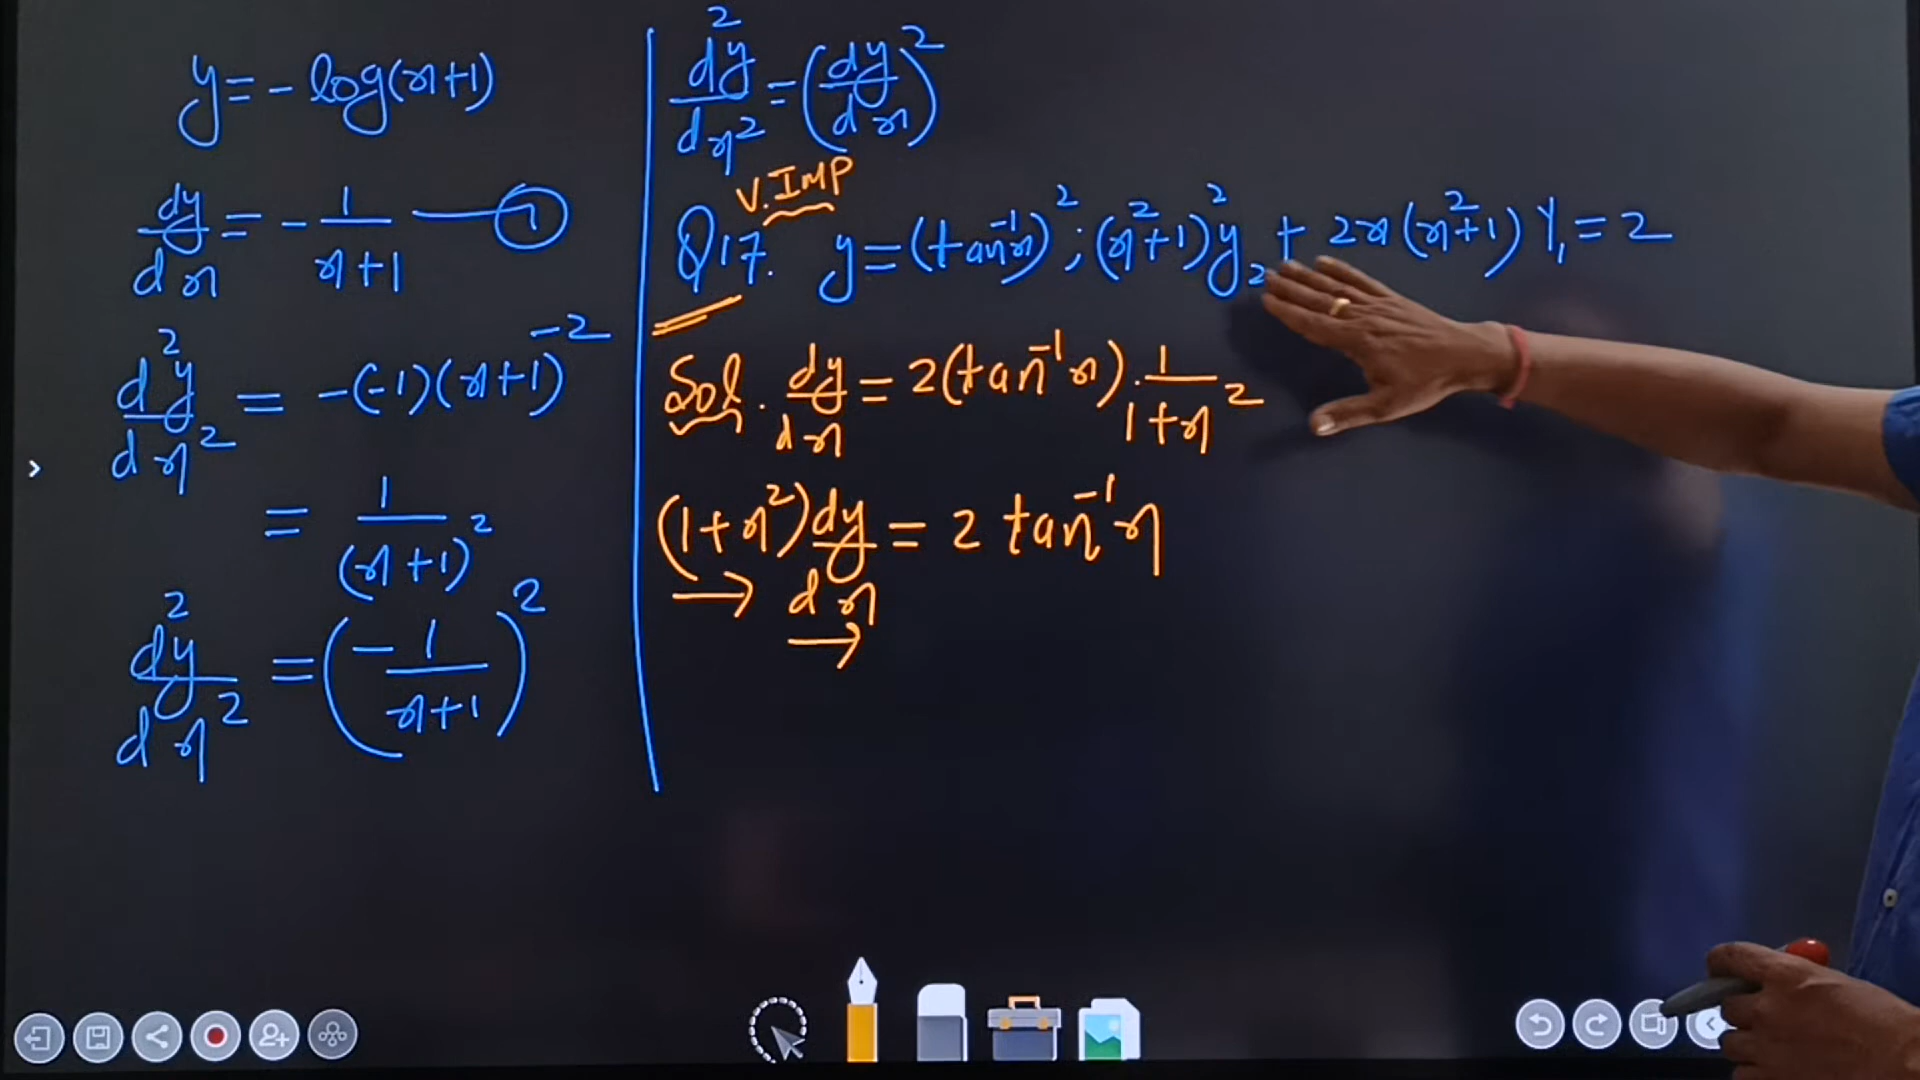 y = - log(x+1)
dy/dx = - 1/(x+1) — ①
d²y/dx² = -(-1)(x+1)⁻²
= 1/(x+1)²
d²y/dx² = (-1/(x+1))²
d²y/dx² = (dy/dx)²
V. IMP
Q17. y = (tan⁻¹x)² ; (x²+1)² y₂ + 2x(x²+1) y₁ = 2
Sol. dy/dx = 2(tan⁻¹x) . 1/(1+x²)
(1+x²) dy/dx = 2 tan⁻¹x